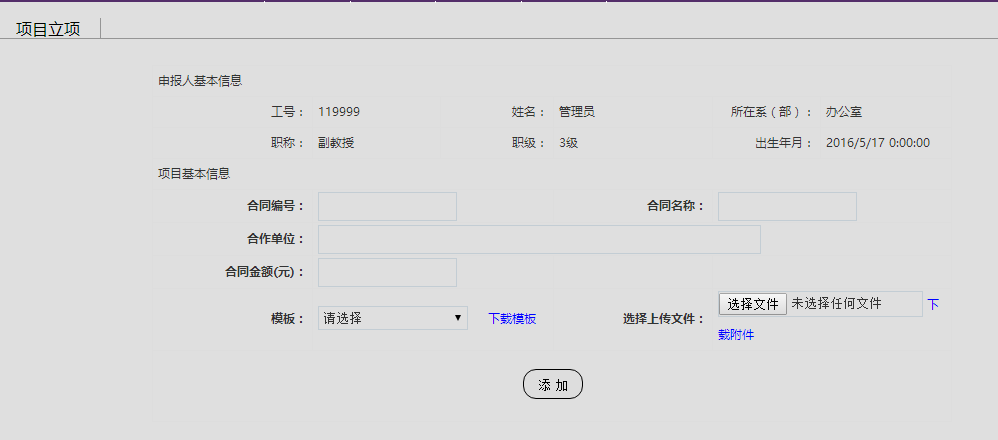 项目立项
申报人基本信息
工号： 119999 姓名： 管理员 所在系（部）： 办公室
职称： 副教授 职级： 3级 出生年月： 2016/5/17 0:00:00
项目基本信息
合同编号： 合同名称：
合作单位：
合同金额(元)：
模板： 请选择 下载模板 选择上传文件： 选择文件 未选择任何文件 下
载附件
添 加